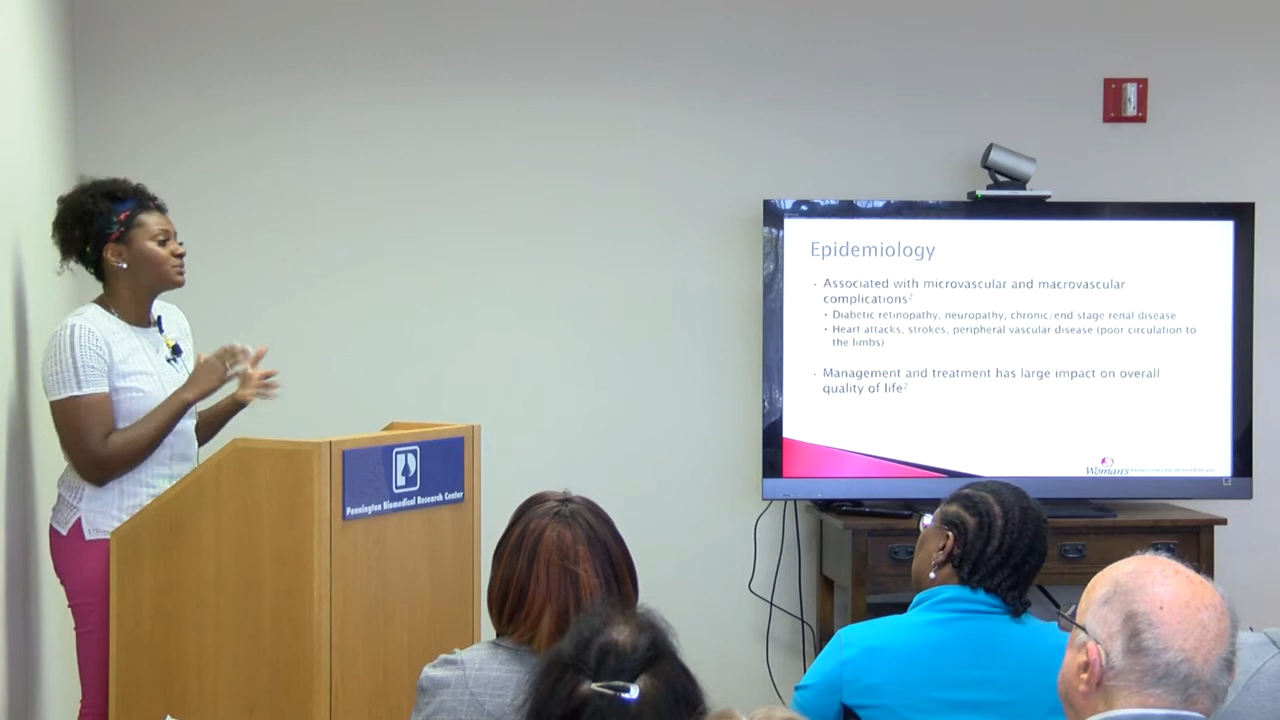 Epidemiology
• Associated with microvascular and macrovascular
complications²
• Diabetic retinopathy, neuropathy, chronic/end stage renal disease
• Heart attacks, strokes, peripheral vascular disease (poor circulation to
the limbs)
• Management and treatment has large impact on overall
quality of life²
Woman's
Pennington Biomedical Research Center